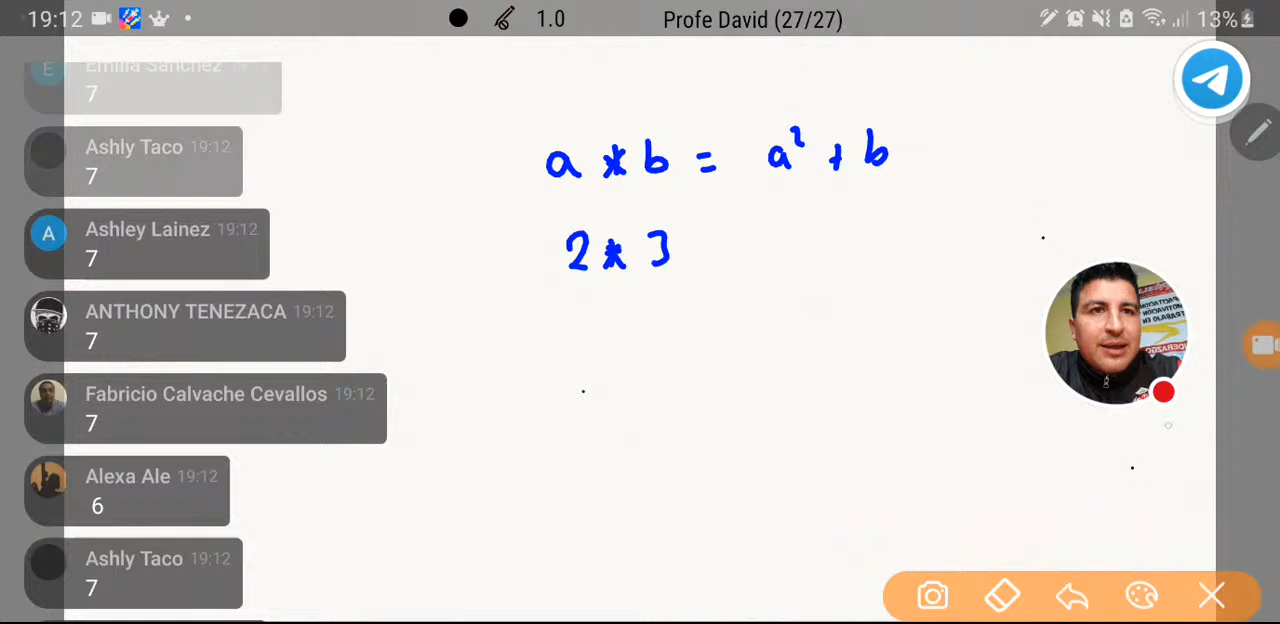 19:12
1.0
Profe David (27/27)
13%
E
Emilia Sanchez 19:12
7
Ashly Taco 19:12
7
A
Ashley Lainez 19:12
7
ANTHONY TENEZACA 19:12
7
Fabricio Calvache Cevallos 19:12
7
Alexa Ale 19:12
6
Ashly Taco 19:12
7
a * b = a² + b
2 * 3